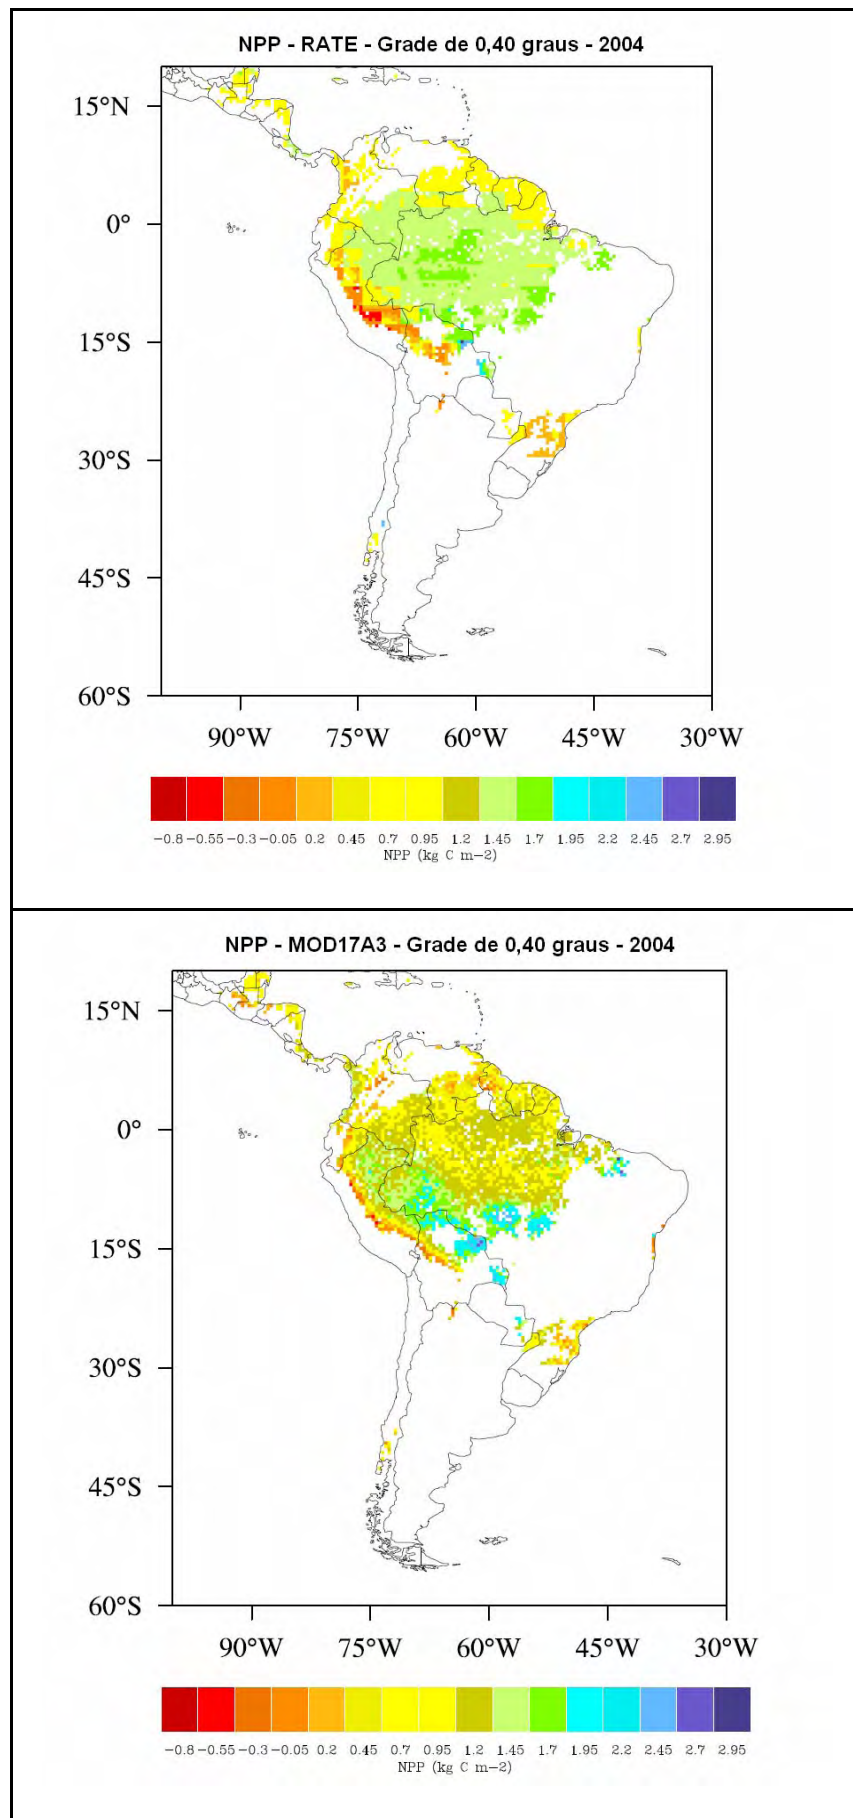 NPP - RATE - Grade de 0,40 graus - 2004
15°N
0°
15°S
30°S
45°S
60°S
90°W 75°W 60°W 45°W 30°W
−0.8 −0.55 −0.3 −0.05 0.2 0.45 0.7 0.95 1.2 1.45 1.7 1.95 2.2 2.45 2.7 2.95
NPP (kg C m−2)
NPP - MOD17A3 - Grade de 0,40 graus - 2004
15°N
0°
15°S
30°S
45°S
60°S
90°W 75°W 60°W 45°W 30°W
−0.8 −0.55 −0.3 −0.05 0.2 0.45 0.7 0.95 1.2 1.45 1.7 1.95 2.2 2.45 2.7 2.95
NPP (kg C m−2)